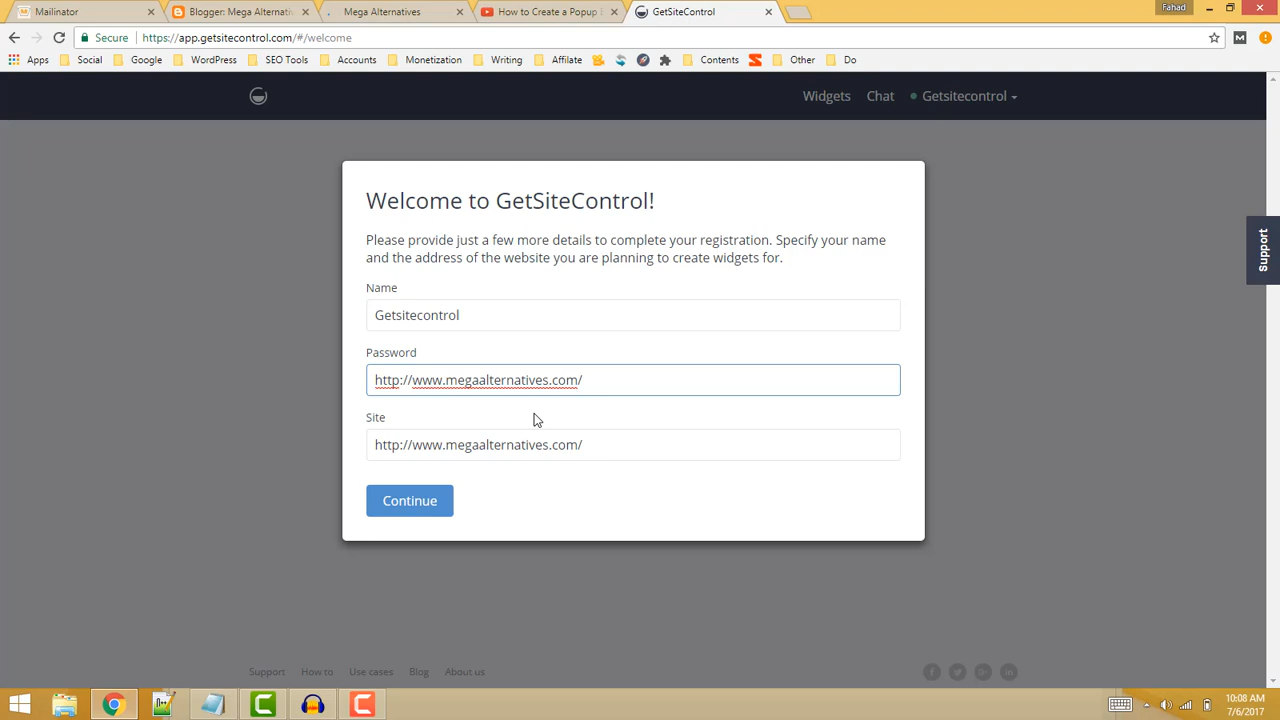 Mailinator
Blogger: Mega Alternativ
Mega Alternatives
How to Create a Popup
GetSiteControl
Fahad
Secure
https://app.getsitecontrol.com/#/welcome
Apps
Social
Google
WordPress
SEO Tools
Accounts
Monetization
Writing
Affilate
Contents
Other
Do
Widgets
Chat
Getsitecontrol
Welcome to GetSiteControl!
Please provide just a few more details to complete your registration. Specify your name
and the address of the website you are planning to create widgets for.
Name
Getsitecontrol
Password
http://www.megaalternatives.com/
Site
http://www.megaalternatives.com/
Continue
Support
Support
How to
Use cases
Blog
About us
10:08 AM
7/6/2017